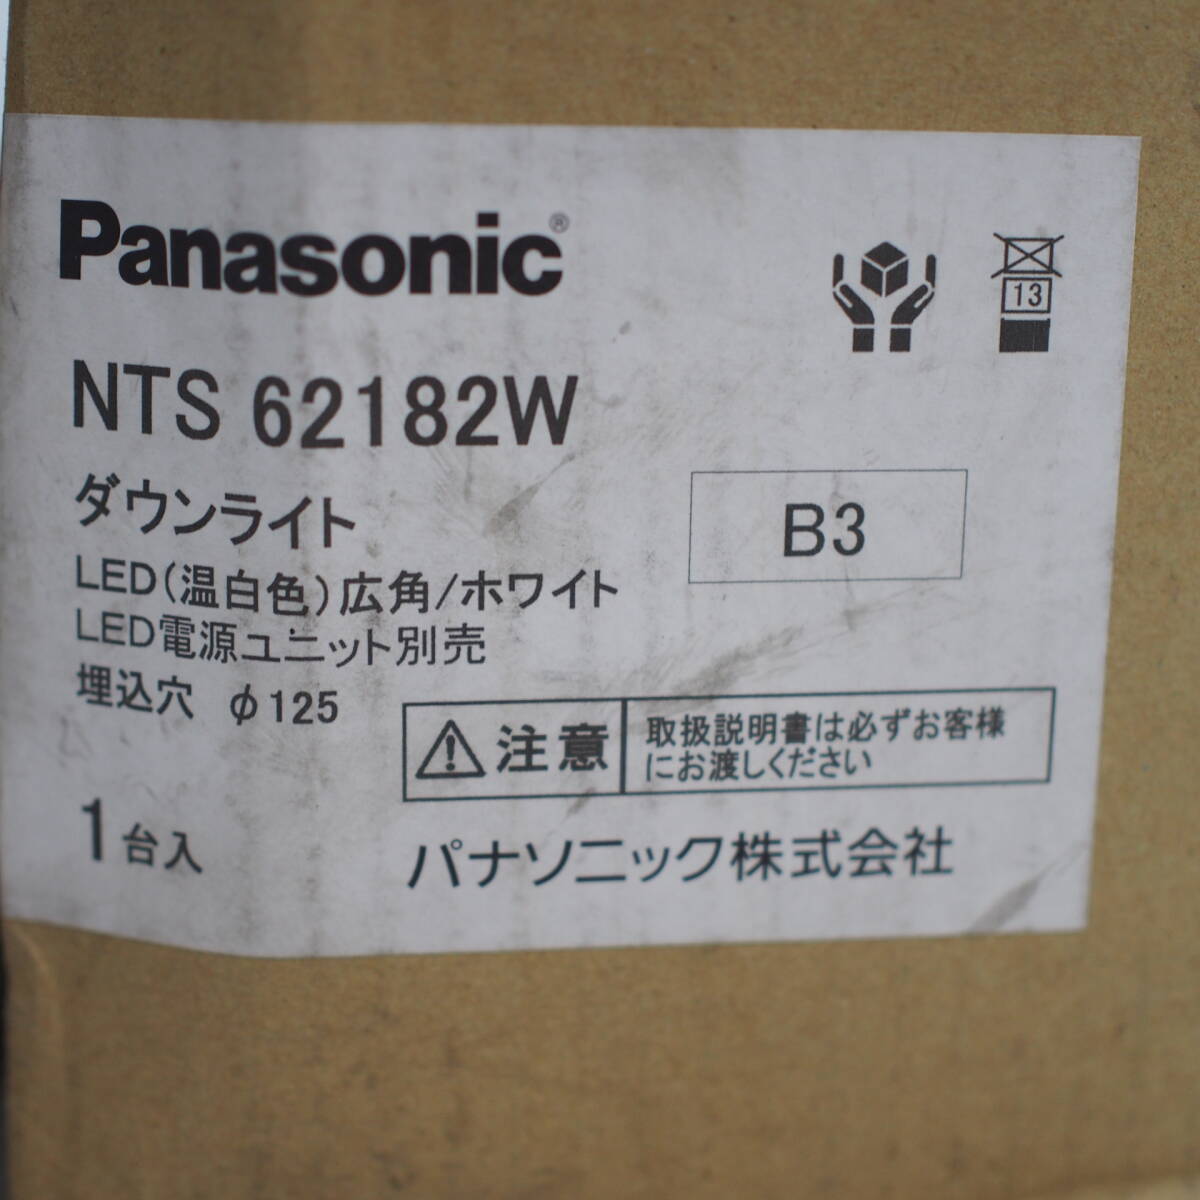 Panasonic®
13
NTS 62182W
ダウンライト
B3
LED(温白色)広角/ホワイト
LED電源ユニット別売
埋込穴 φ125
注意
取扱説明書は必ずお客様
にお渡しください
1台入
パナソニック株式会社